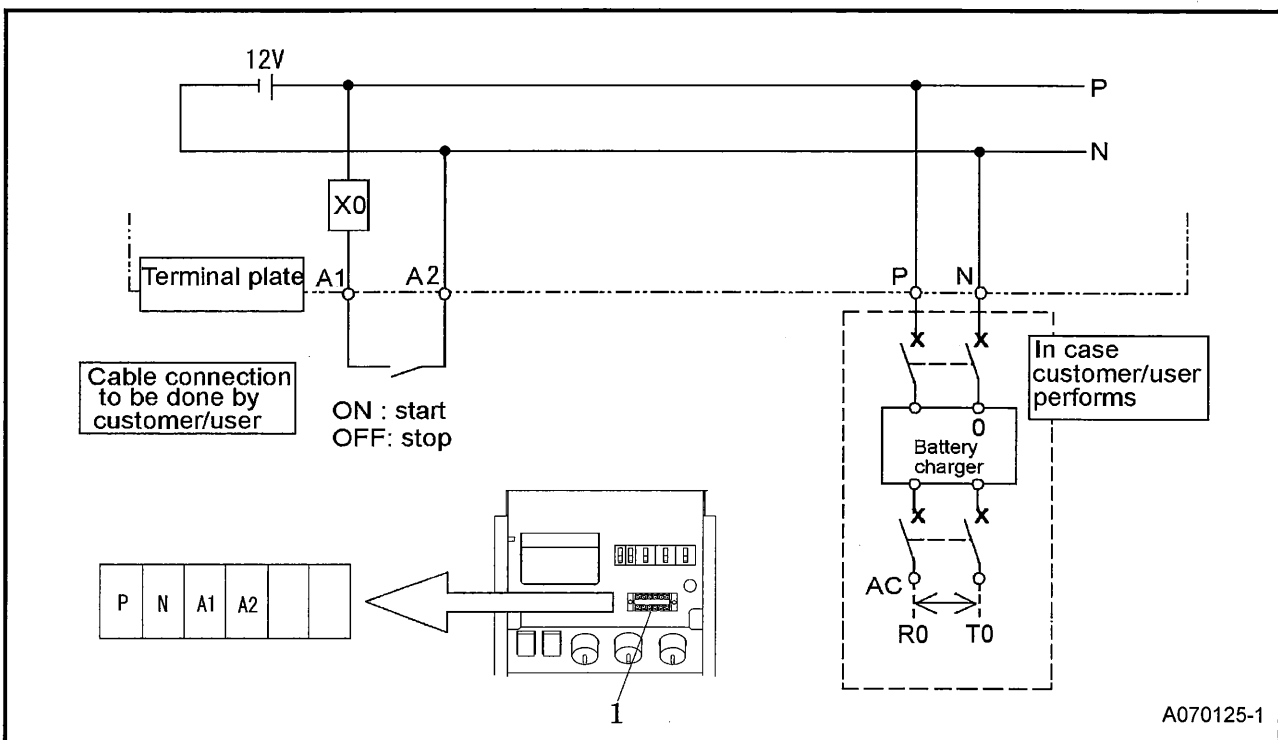 12V
P
N
X0
Terminal plate
A1
A2
P
N
Cable connection
to be done by
customer/user
ON : start
OFF: stop
In case
customer/user
performs
0
Battery
charger
AC
R0
T0
P
N
A1
A2
1
A070125-1